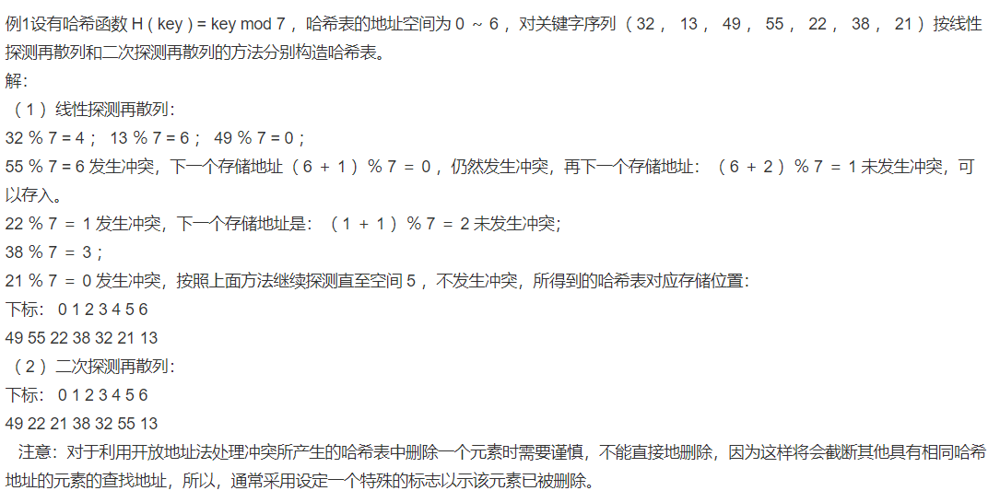 例1设有哈希函数 H ( key ) = key mod 7 ，哈希表的地址空间为 0 ～ 6 ，对关键字序列（ 32 ， 13 ， 49 ， 55 ， 22 ， 38 ， 21 ）按线性
探测再散列和二次探测再散列的方法分别构造哈希表。
解：
（ 1 ）线性探测再散列：
32 ％ 7 = 4 ； 13 ％ 7 = 6 ； 49 ％ 7 = 0 ；
55 ％ 7 = 6 发生冲突，下一个存储地址（ 6 ＋ 1 ）％ 7 ＝ 0 ，仍然发生冲突，再下一个存储地址：（ 6 ＋ 2 ）％ 7 ＝ 1 未发生冲突，可
以存入。
22 ％ 7 ＝ 1 发生冲突，下一个存储地址是：（ 1 ＋ 1 ）％ 7 ＝ 2 未发生冲突；
38 ％ 7 ＝ 3 ；
21 ％ 7 ＝ 0 发生冲突，按照上面方法继续探测直至空间 5 ，不发生冲突，所得到的哈希表对应存储位置：
下标： 0 1 2 3 4 5 6
49 55 22 38 32 21 13
（ 2 ）二次探测再散列：
下标： 0 1 2 3 4 5 6
49 22 21 38 32 55 13
注意：对于利用开放地址法处理冲突所产生的哈希表中删除一个元素时需要谨慎，不能直接地删除，因为这样将会截断其他具有相同哈希
地址的元素的查找地址，所以，通常采用设定一个特殊的标志以示该元素已被删除。